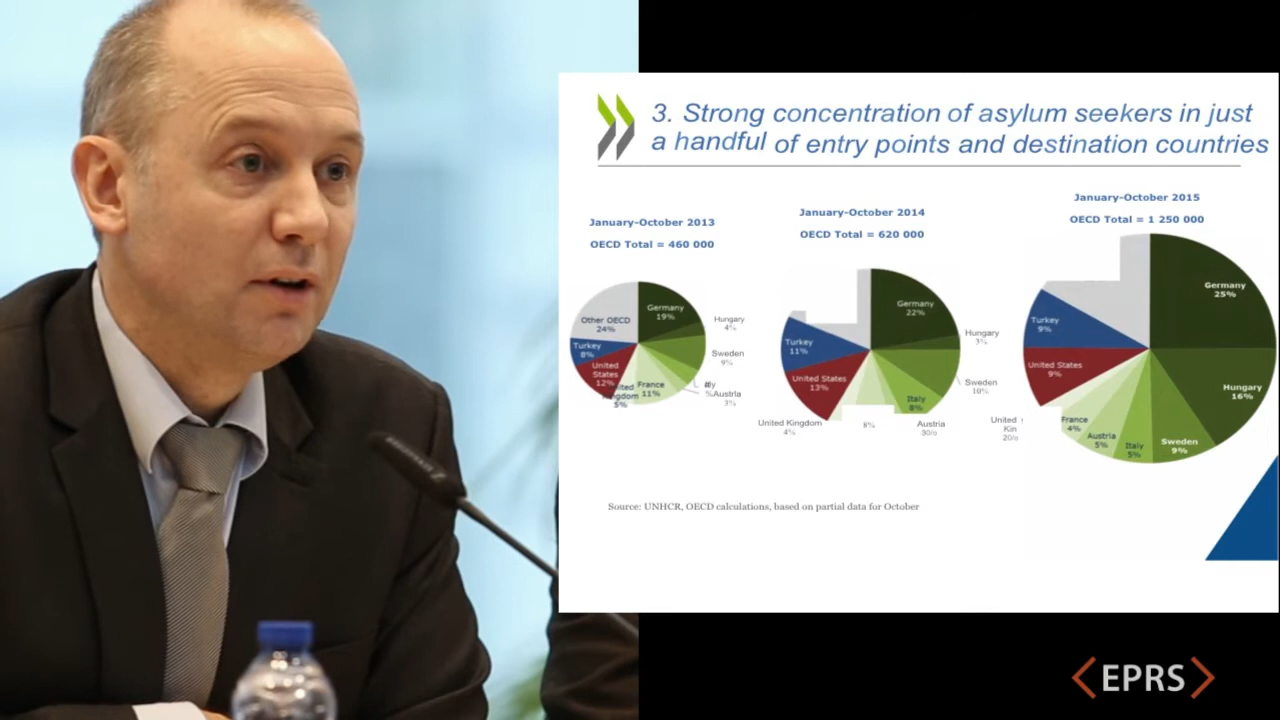 3. Strong concentration of asylum seekers in just
a handful of entry points and destination countries
January-October 2013
OECD Total = 460 000
Other OECD
24%
Germany
19%
Hungary
4%
Sweden
9%
Austria
3%
France
11%
5%
United
States
12%
Turkey
8%
January-October 2014
OECD Total = 620 000
Germany
22%
Hungary
3%
Sweden
10%
Italy
8%
Austria
30/o
8%
United Kingdom
4%
United States
13%
Turkey
11%
January-October 2015
OECD Total = 1 250 000
Germany
25%
Hungary
16%
Sweden
9%
Italy
5%
Austria
5%
France
4%
United
Kin
20/o
United States
9%
Turkey
9%
Source: UNHCR, OECD calculations, based on partial data for October
EPRS